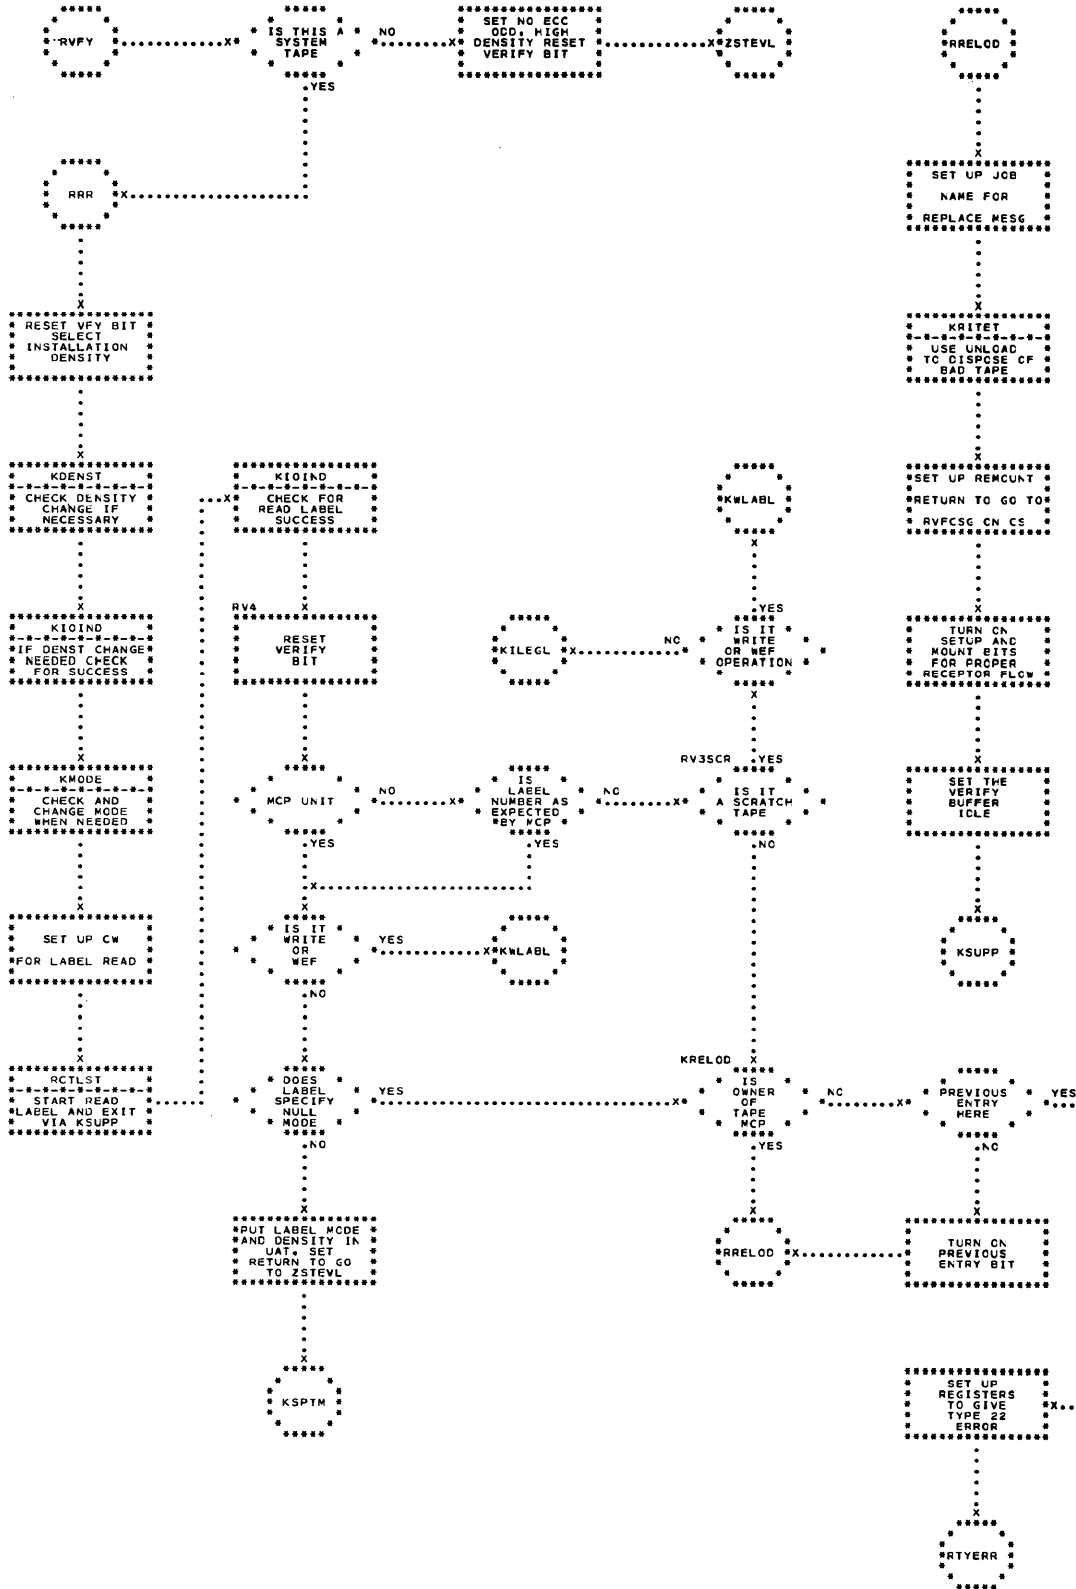 RVFY
IS THIS A
SYSTEM
TAPE
NO
SET NO ECC
ODD, HIGH
DENSITY RESET
VERIFY BIT
ZSTEVL
RRELOD
YES
RRR
SET UP JOB
NAME FOR
REPLACE MESG
RESET VFY BIT
SELECT
INSTALLATION
DENSITY
KRITET
USE UNLOAD
TO DISPOSE OF
BAD TAPE
KDENST
CHECK DENSITY
CHANGE IF
NECESSARY
KIOIND
CHECK FOR
READ LABEL
SUCCESS
KWLABL
SET UP REMOUNT
RETURN TO GO TO
RVFCSG CN CS
KIOIND
IF DENST CHANGE
NEEDED CHECK
FOR SUCCESS
RV4
RESET
VERIFY
BIT
KILEGL
NO
YES
IS IT
WRITE
OR WEF
OPERATION
TURN ON
SETUP AND
MOUNT BITS
FOR PROPER
RECEPTOR FLOW
KMODE
CHECK AND
CHANGE MODE
WHEN NEEDED
MCP UNIT
NO
YES
IS
LABEL
NUMBER AS
EXPECTED
BY MCP
NO
YES
RV3SCR
YES
IS IT
A SCRATCH
TAPE
NO
SET THE
VERIFY
BUFFER
IDLE
SET UP CW
FOR LABEL READ
IS IT
WRITE
OR
WEF
YES
NO
KWLABL
KSUPP
RCTLST
START READ
LABEL AND EXIT
VIA KSUPP
DOES
LABEL
SPECIFY
NULL
MODE
YES
NO
KRELOD
IS
OWNER
OF
TAPE
MCP
NO
YES
PREVIOUS
ENTRY
HERE
YES
NO
PUT LABEL MODE
AND DENSITY IN
UAT, SET
RETURN TO GO
TO ZSTEVL
RRELOD
TURN ON
PREVIOUS
ENTRY BIT
KSPTM
SET UP
REGISTERS
TO GIVE
TYPE 22
ERROR
RTYERR